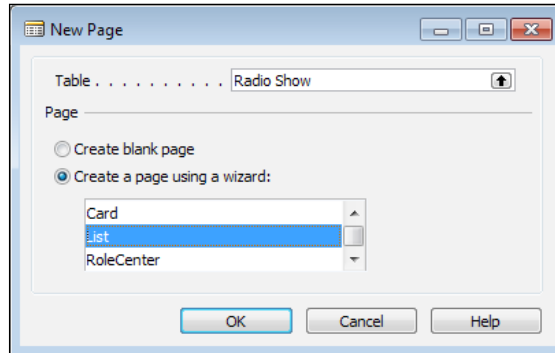 New Page
Table . . . . . . . . . . Radio Show
Page
Create blank page
Create a page using a wizard:
Card
List
RoleCenter
OK Cancel Help